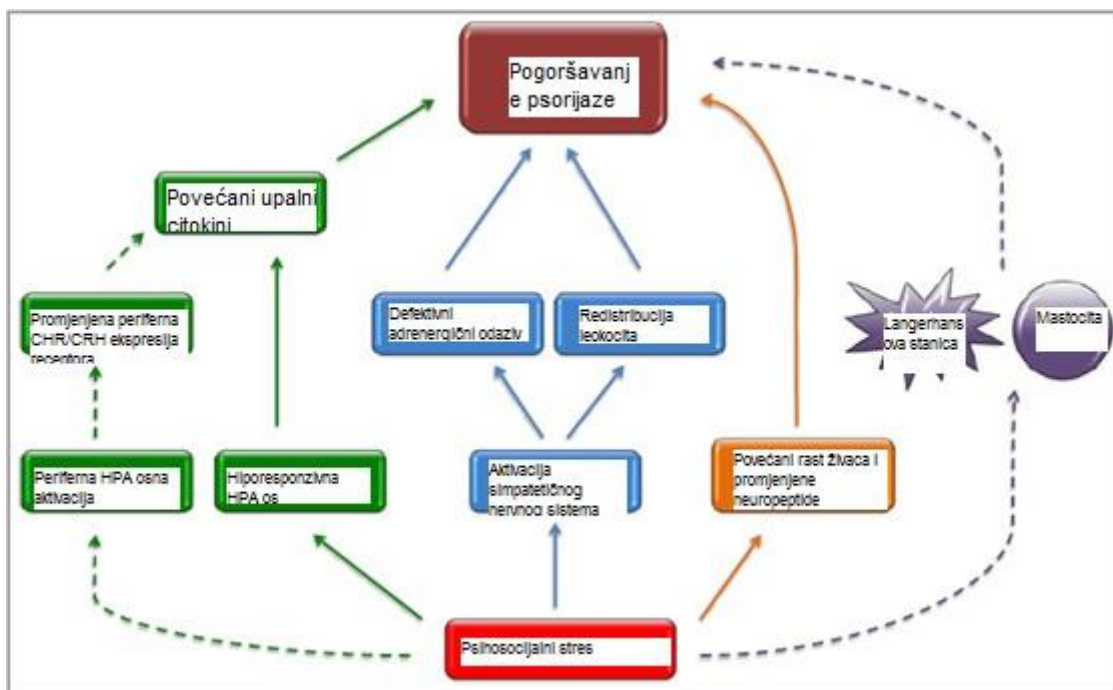 Pogoršavanj
e psorijaze
Povećani upalni
citokini
Promjenjena periferna
CHR/CRH ekspresija
receptora
Defektivni
adrenergični odaziv
Redistribucija
leokocita
Langerhans
ova stanica
Mastocita
Periferna HPA osna
aktivacija
Hiporesponzivna
HPA os
Aktivacija
simpatetičnog
nervnog sistema
Povećani rast živaca i
promjenjene
neuropeptide
Psihosocijalni stres